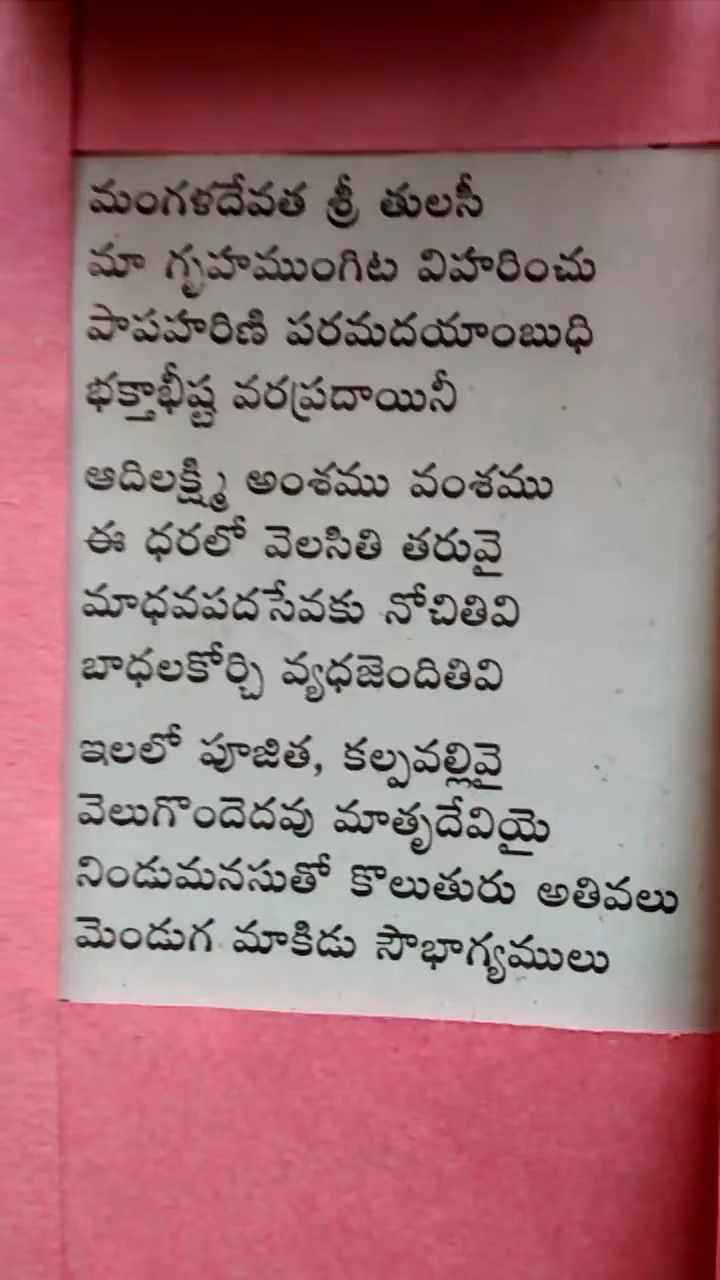 మంగళదేవత శ్రీ తులసీ
మా గృహముంగిట విహరించు
పాపహరిణి పరమదయాంబుధి
భక్తాభీష్ట వరప్రదాయినీ
ఆదిలక్ష్మి అంశము వంశము
ఈ ధరలో వెలసితి తరువై
మాధవపదసేవకు నోచితివి
బాధలకోర్చి వ్యధజెందితివి
ఇలలో పూజిత, కల్పవల్లివై
వెలుగొందెదవు మాతృదేవియై
నిండుమనసుతో కొలుతురు అతివలు
మెండుగ మాకిడు సౌభాగ్యములు